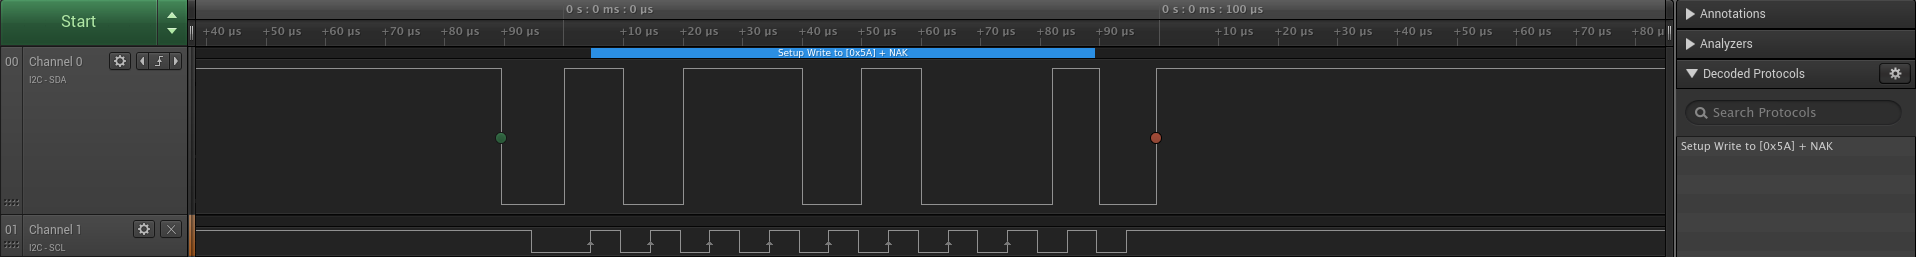 Start
0 s : 0 ms : 0 µs
0 s : 0 ms : 100 µs
+40 µs +50 µs +60 µs +70 µs +80 µs +90 µs +10 µs +20 µs +30 µs +40 µs +50 µs +60 µs +70 µs +80 µs +90 µs +10 µs +20 µs +30 µs +40 µs +50 µs +60 µs +70 µs +80 µ
Setup Write to [0x5A] + NAK
00 Channel 0
I2C - SDA
01 Channel 1
I2C - SCL
Annotations
Analyzers
Decoded Protocols
Search Protocols
Setup Write to [0x5A] + NAK